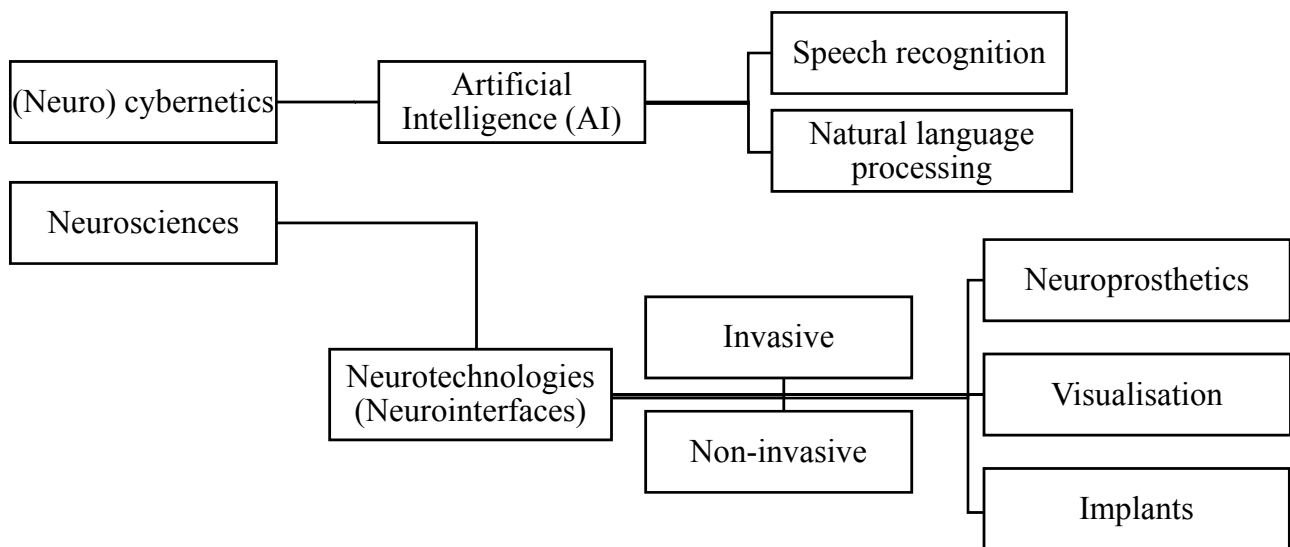 (Neuro) cybernetics
Artificial
Intelligence (AI)
Speech recognition
Natural language
processing
Neurosciences
Neurotechnologies
(Neurointerfaces)
Invasive
Non-invasive
Neuroprosthetics
Visualisation
Implants